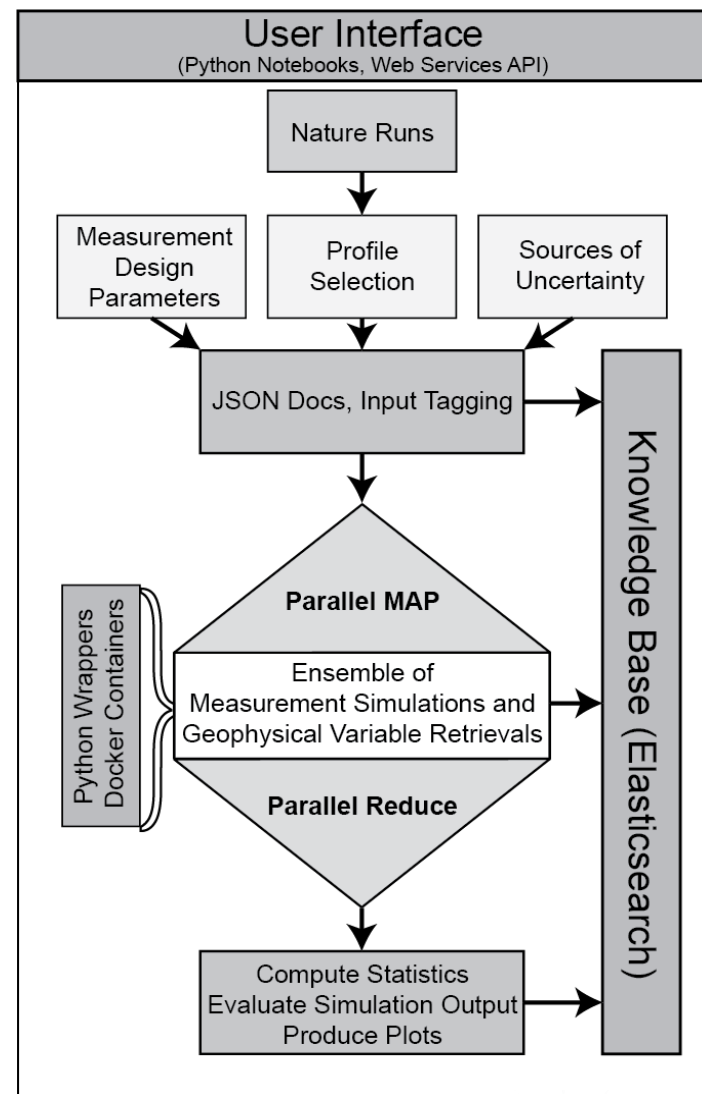 User Interface
(Python Notebooks, Web Services API)
Nature Runs
Measurement
Design
Parameters
Profile
Selection
Sources of
Uncertainty
JSON Docs, Input Tagging
Knowledge Base (Elasticsearch)
Parallel MAP
Python Wrappers
Docker Containers
Ensemble of
Measurement Simulations and
Geophysical Variable Retrievals
Parallel Reduce
Compute Statistics
Evaluate Simulation Output
Produce Plots